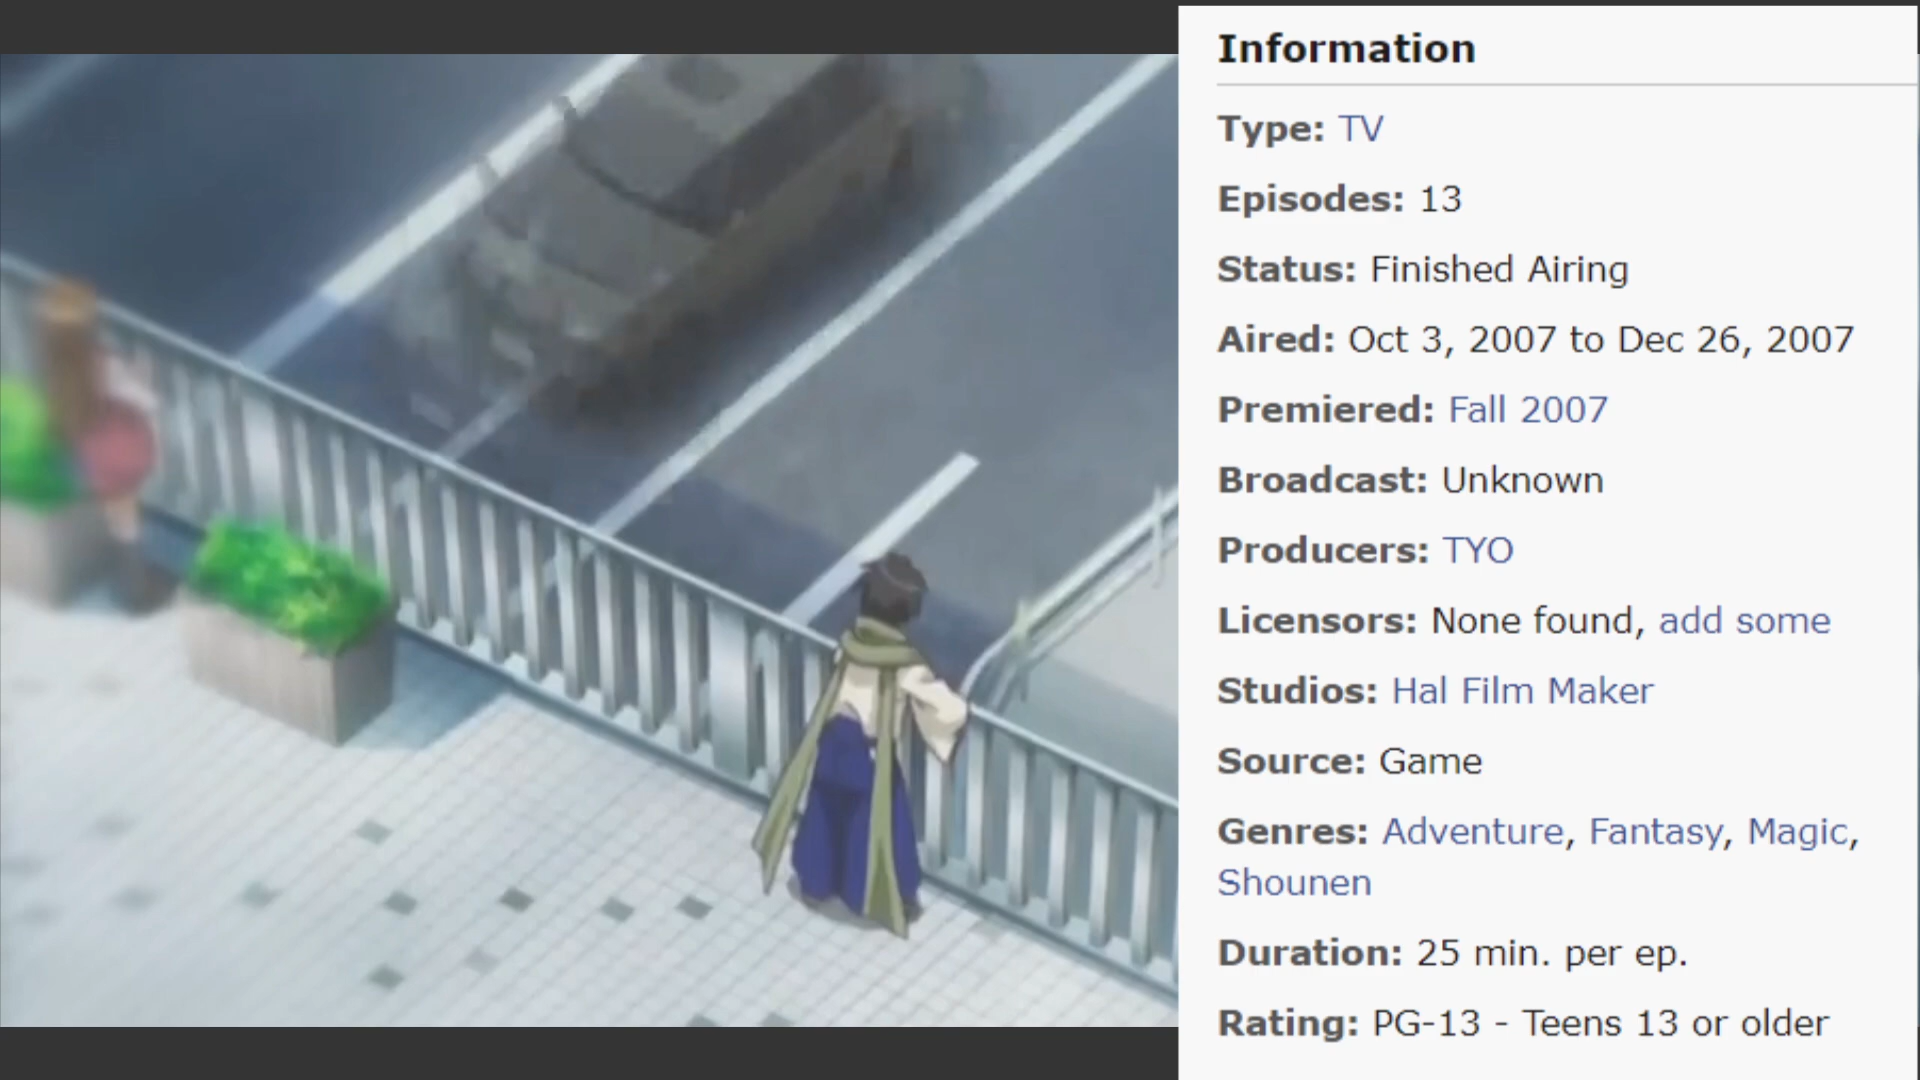 Information
Type: TV
Episodes: 13
Status: Finished Airing
Aired: Oct 3, 2007 to Dec 26, 2007
Premiered: Fall 2007
Broadcast: Unknown
Producers: TYO
Licensors: None found, add some
Studios: Hal Film Maker
Source: Game
Genres: Adventure, Fantasy, Magic,
Shounen
Duration: 25 min. per ep.
Rating: PG-13 - Teens 13 or older